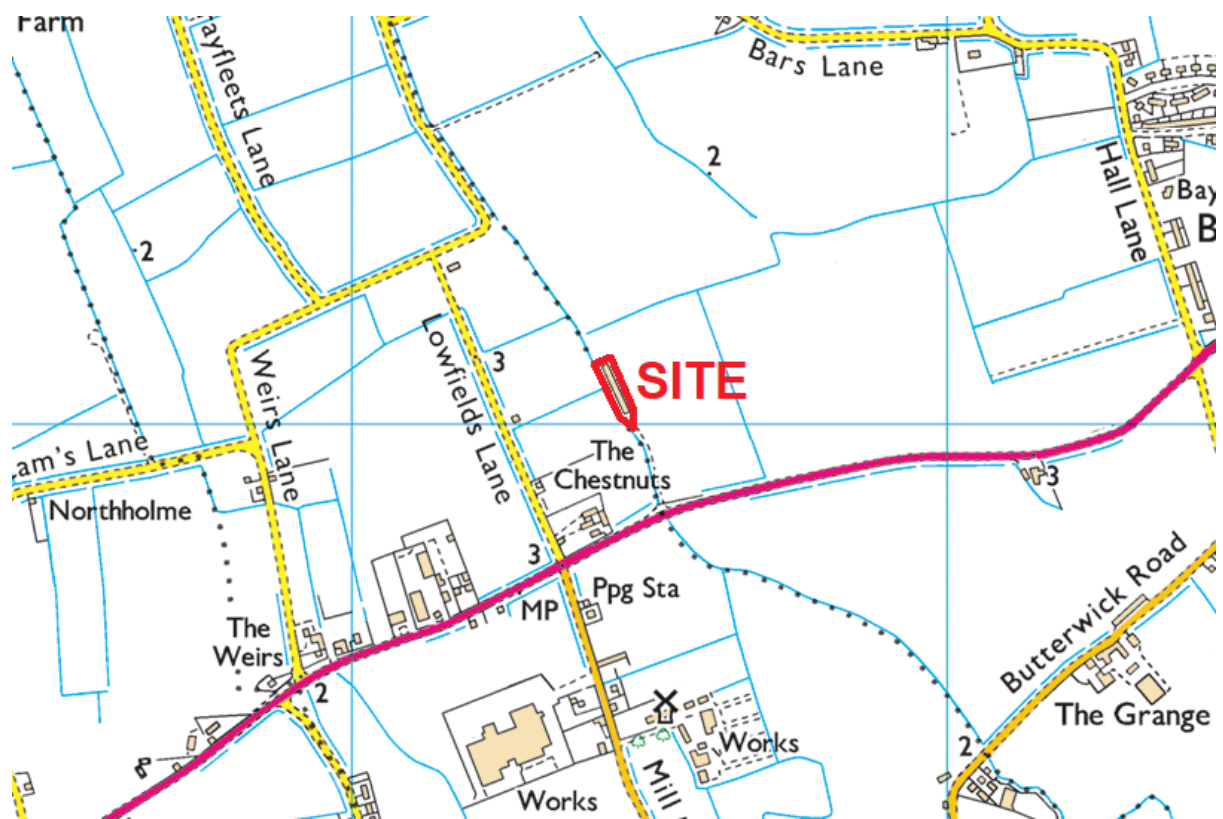 Farm
ayfleets Lane
Bars Lane
2
Hall Lane
Bay
B
2
Lowfields Lane
3
SITE
Weirs Lane
am's Lane
The
Chestnuts
3
Northholme
3
Ppg Sta
MP
Butterwick Road
The
Weirs
2
The Grange
2
Works
Mill
Works